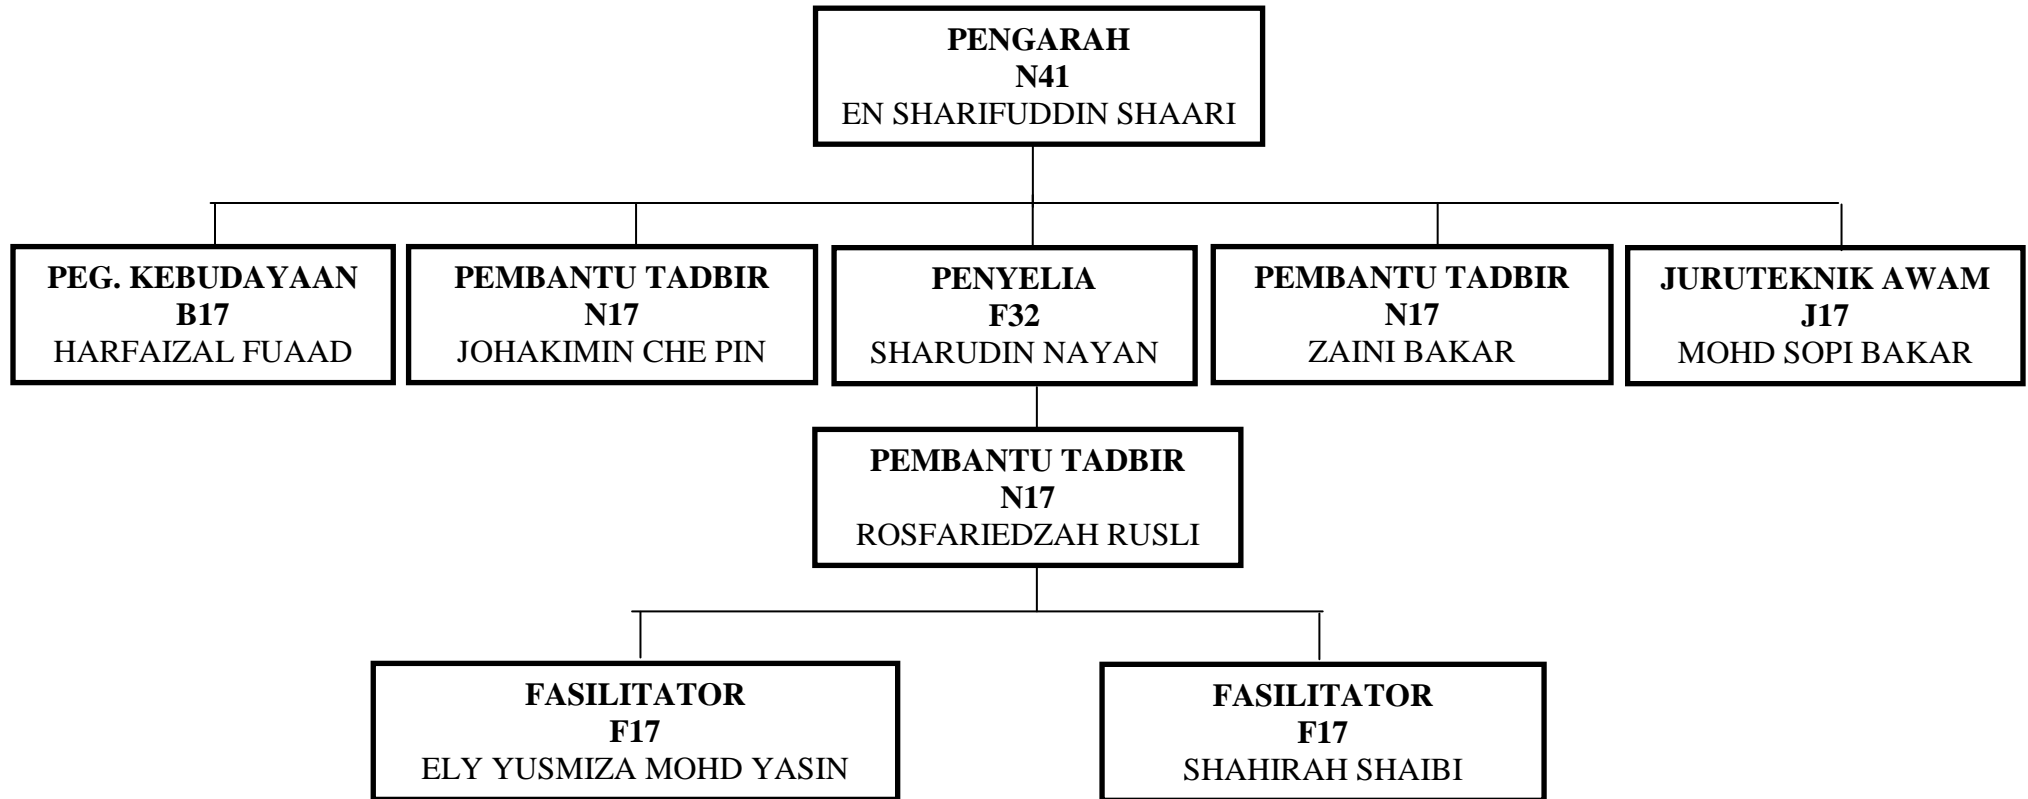 PENGARAH
N41
EN SHARIFUDDIN SHAARI
PEG. KEBUDAYAAN
B17
HARFAIZAL FUAAD
PEMBANTU TADBIR
N17
JOHAKIMIN CHE PIN
PENYELIA
F32
SHARUDIN NAYAN
PEMBANTU TADBIR
N17
ZAINI BAKAR
JURUTEKNIK AWAM
J17
MOHD SOPI BAKAR
PEMBANTU TADBIR
N17
ROSFARIEDZAH RUSLI
FASILITATOR
F17
ELY YUSMIZA MOHD YASIN
FASILITATOR
F17
SHAHIRAH SHAIBI